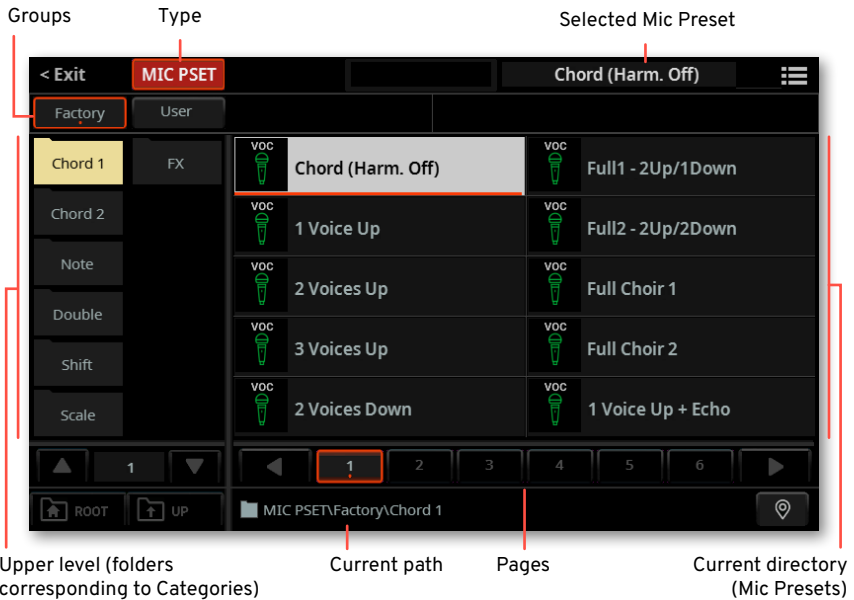 Groups
Type
Selected Mic Preset
< Exit
MIC PSET
Chord (Harm. Off)
Factory
User
Chord 1
FX
Chord 2
Note
Double
Shift
Scale
VOC
Chord (Harm. Off)
VOC
Full1 - 2Up/1Down
VOC
1 Voice Up
VOC
Full2 - 2Up/2Down
VOC
2 Voices Up
VOC
Full Choir 1
VOC
3 Voices Up
VOC
Full Choir 2
VOC
2 Voices Down
VOC
1 Voice Up + Echo
1
1
2
3
4
5
6
ROOT
UP
MIC PSET\Factory\Chord 1
Upper level (folders
corresponding to Categories)
Current path
Pages
Current directory
(Mic Presets)